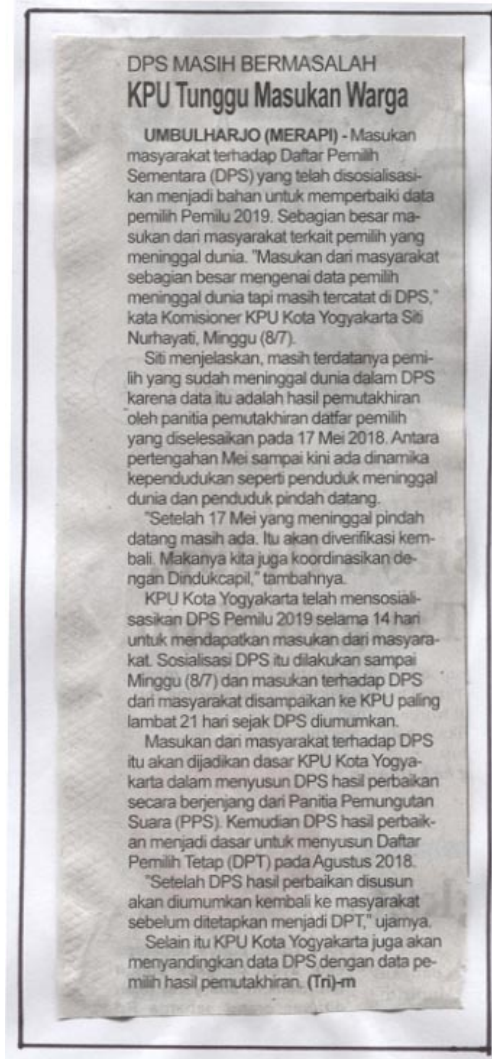 DPS MASIH BERMASALAH
KPU Tunggu Masukan Warga
UMBULHARJO (MERAPI) - Masukan
masyarakat terhadap Daftar Pemilih
Sementara (DPS) yang telah disosialisasi-
kan menjadi bahan untuk memperbaiki data
pemilih Pemilu 2019. Sebagian besar ma-
sukan dari masyarakat terkait pemilih yang
meninggal dunia. "Masukan dari masyarakat
sebagian besar mengenai data pemilih
meninggal dunia tapi masih tercatat di DPS,"
kata Komisioner KPU Kota Yogyakarta Siti
Nurhayati, Minggu (8/7).
Siti menjelaskan, masih terdatanya pemi-
lih yang sudah meninggal dunia dalam DPS
karena data itu adalah hasil pemutakhiran
oleh panitia pemutakhiran datfar pemilih
yang diselesaikan pada 17 Mei 2018. Antara
pertengahan Mei sampai kini ada dinamika
kependudukan seperti penduduk meninggal
dunia dan penduduk pindah datang.
"Setelah 17 Mei yang meninggal pindah
datang masih ada. Itu akan diverifikasi kem-
bali. Makanya kita juga koordinasikan de-
ngan Dindukcapil," tambahnya.
KPU Kota Yogyakarta telah mensosiali-
sasikan DPS Pemilu 2019 selama 14 hari
untuk mendapatkan masukan dari masyara-
kat. Sosialisasi DPS itu dilakukan sampai
Minggu (8/7) dan masukan terhadap DPS
dari masyarakat disampaikan ke KPU paling
lambat 21 hari sejak DPS diumumkan.
Masukan dari masyarakat terhadap DPS
itu akan dijadikan dasar KPU Kota Yogya-
karta dalam menyusun DPS hasil perbaikan
secara berjenjang dari Panitia Pemungutan
Suara (PPS). Kemudian DPS hasil perbaik-
an menjadi dasar untuk menyusun Daftar
Pemilih Tetap (DPT) pada Agustus 2018.
"Setelah DPS hasil perbaikan disusun
akan diumumkan kembali ke masyarakat
sebelum ditetapkan menjadi DPT," ujarnya.
Selain itu KPU Kota Yogyakarta juga akan
menyandingkan data DPS dengan data pe-
milih hasil pemutakhiran. (Tri)-m